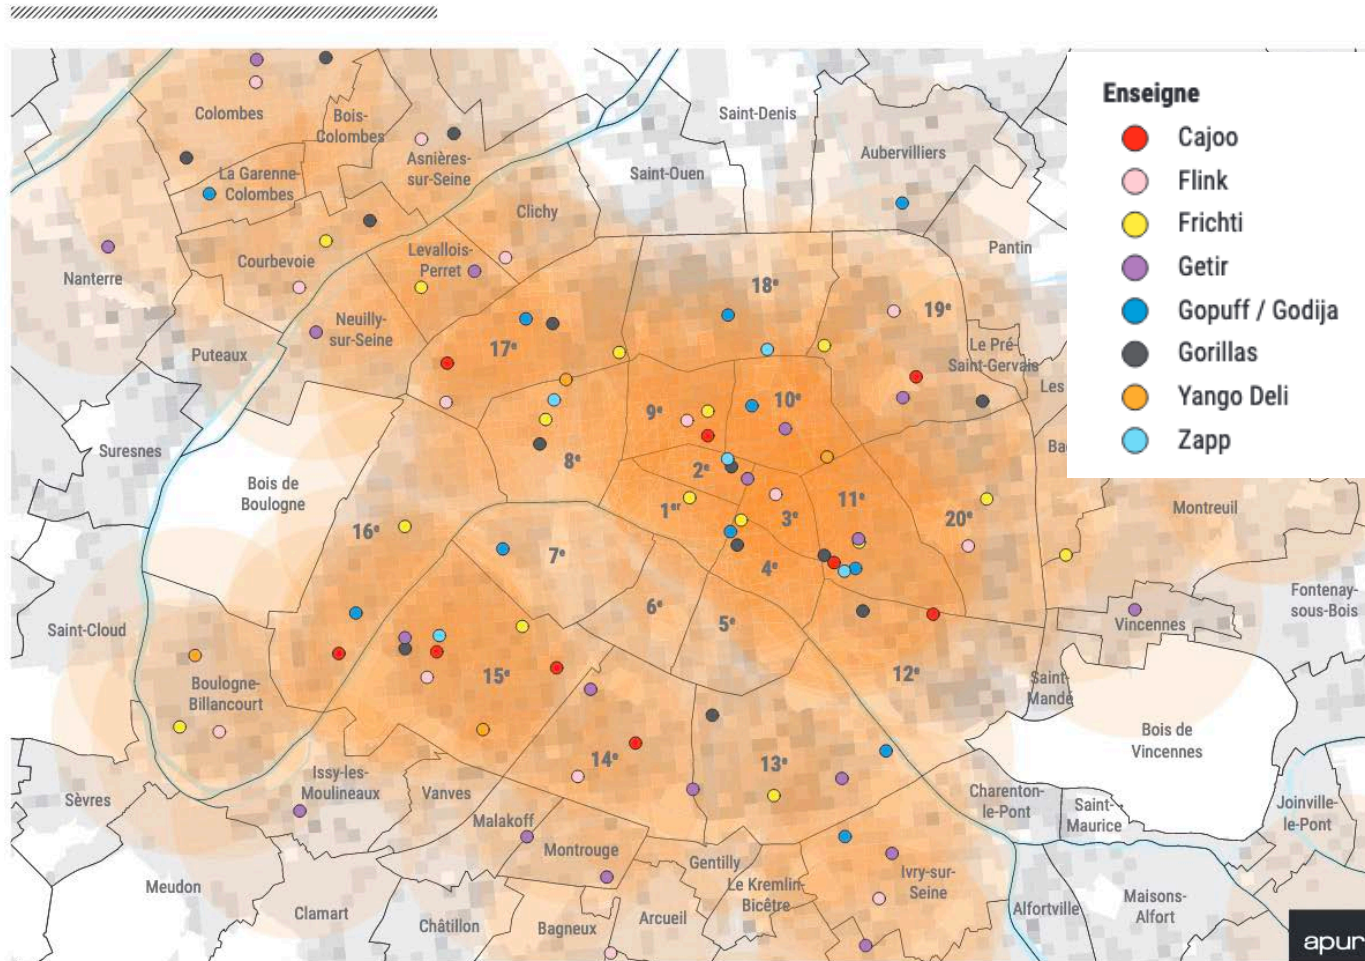 Enseigne
Cajoo
Flink
Frichti
Getir
Gopuff / Godija
Gorillas
Yango Deli
Zapp
Colombes
Bois-
Colombes
Asnières-
sur-Seine
La Garenne-
Colombes
Saint-Denis
Aubervilliers
Saint-Ouen
Clichy
Pantin
Nanterre
Courbevoie
Levallois-
Perret
18ᵉ
19ᵉ
Neuilly-
sur-Seine
Puteaux
17ᵉ
Le Pré-
Saint-Gervais
Les
Suresnes
9ᵉ
10ᵉ
Ba
8ᵉ
2ᵉ
Bois de
Boulogne
1ᵉʳ
3ᵉ
11ᵉ
20ᵉ
Montreuil
16ᵉ
7ᵉ
4ᵉ
6ᵉ
5ᵉ
Fontenay-
sous-Bois
Saint-Cloud
Vincennes
Boulogne-
Billancourt
15ᵉ
12ᵉ
Saint-
Mandé
Bois de
Vincennes
14ᵉ
13ᵉ
Sèvres
Issy-les-
Moulineaux
Vanves
Malakoff
Montrouge
Charenton-
le-Pont
Saint-
Maurice
Joinville-
le-Pont
Meudon
Gentilly
Le Kremlin-
Bicêtre
Ivry-sur-
Seine
Clamart
Châtillon
Bagneux
Arcueil
Alfortville
Maisons-
Alfort
apur